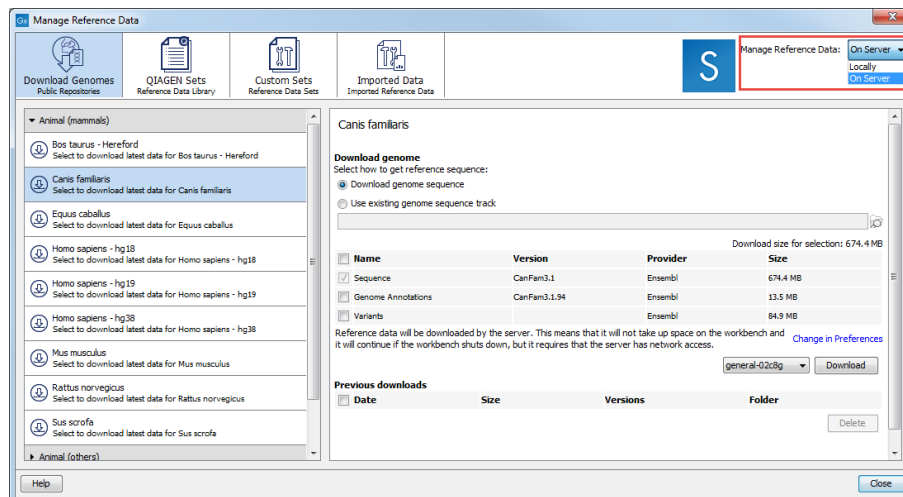 Gx Manage Reference Data
Download Genomes
Public Repositories
QIAGEN Sets
Reference Data Library
Custom Sets
Reference Data Sets
Imported Data
Imported Reference Data
S
Manage Reference Data: On Server
Locally
On Server
Animal (mammals)
Bos taurus - Hereford
Select to download latest data for Bos taurus - Hereford
Canis familiaris
Select to download latest data for Canis familiaris
Equus caballus
Select to download latest data for Equus caballus
Homo sapiens - hg18
Select to download latest data for Homo sapiens - hg18
Homo sapiens - hg19
Select to download latest data for Homo sapiens - hg19
Homo sapiens - hg38
Select to download latest data for Homo sapiens - hg38
Mus musculus
Select to download latest data for Mus musculus
Rattus norvegicus
Select to download latest data for Rattus norvegicus
Sus scrofa
Select to download latest data for Sus scrofa
Animal (others)
Canis familiaris
Download genome
Select how to get reference sequence:
Download genome sequence
Use existing genome sequence track
Download size for selection: 674.4 MB
Name Version Provider Size
Sequence CanFam3.1 Ensembl 674.4 MB
Genome Annotations CanFam3.1.94 Ensembl 13.5 MB
Variants Ensembl 84.9 MB
Reference data will be downloaded by the server. This means that it will not take up space on the workbench and
it will continue if the workbench shuts down, but it requires that the server has network access.
Change in Preferences
general-02c8g Download
Previous downloads
Date Size Versions Folder
Delete
Help Close